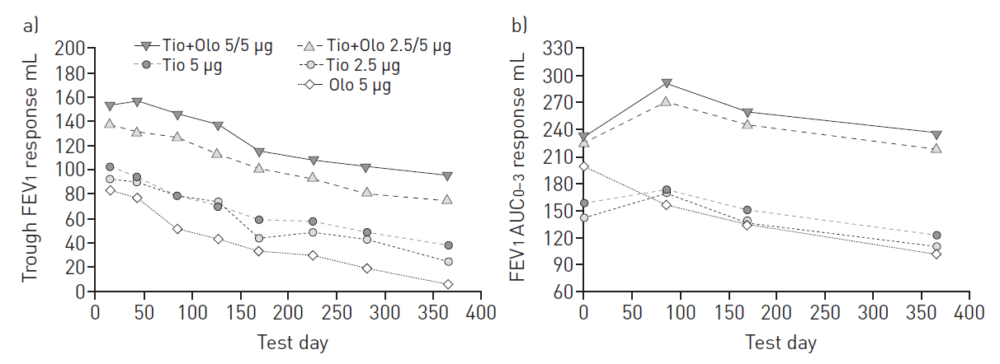 a)
Trough FEV1 response mL
200
180
160
140
120
100
80
60
40
20
0
Tio+Olo 5/5 µg
Tio+Olo 2.5/5 µg
Tio 5 µg
Tio 2.5 µg
Olo 5 µg
0 50 100 150 200 250 300 350 400
Test day
b)
FEV1 AUC0-3 response mL
330
300
270
240
210
180
150
120
90
60
0 50 100 150 200 250 300 350 400
Test day